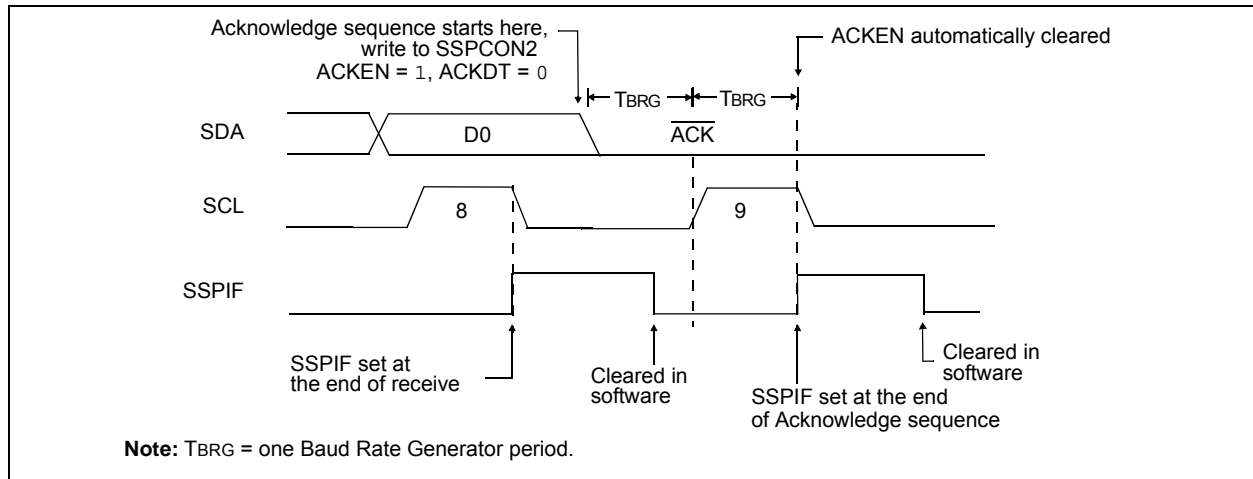 Acknowledge sequence starts here,
write to SSPCON2
ACKEN = 1, ACKDT = 0
ACKEN automatically cleared
TBRG
TBRG
SDA
D0
ACK
SCL
8
9
SSPIF
SSPIF set at
the end of receive
Cleared in
software
SSPIF set at the end
of Acknowledge sequence
Cleared in
software
Note: TBRG = one Baud Rate Generator period.